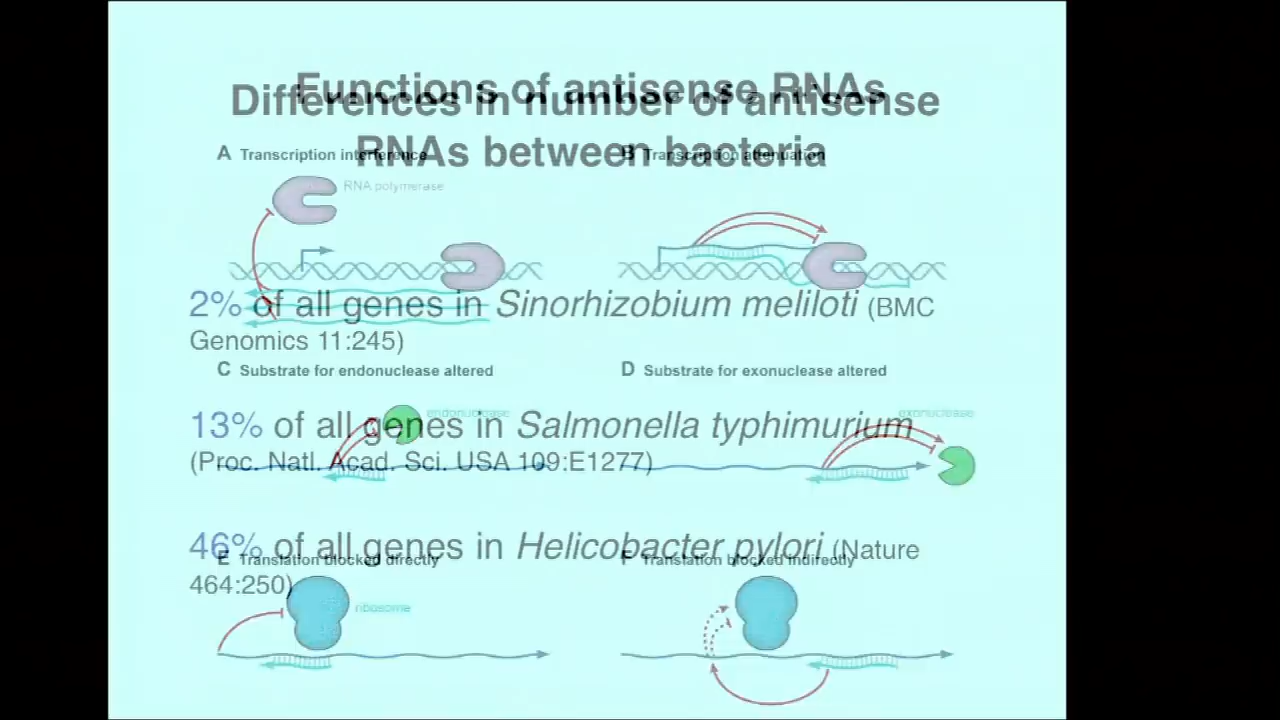 Functions of antisense RNAs
Differences in number of antisense
RNAs between bacteria
A Transcription interference
B Transcription attenuation
RNA polymerase
2% of all genes in Sinorhizobium meliloti (BMC
Genomics 11:245)
C Substrate for endonuclease altered
D Substrate for exonuclease altered
endonuclease
exonuclease
13% of all genes in Salmonella typhimurium
(Proc. Natl. Acad. Sci. USA 109:E1277)
46% of all genes in Helicobacter pylori (Nature
464:250)
E Translation blocked directly
F Translation blocked indirectly
ribosome